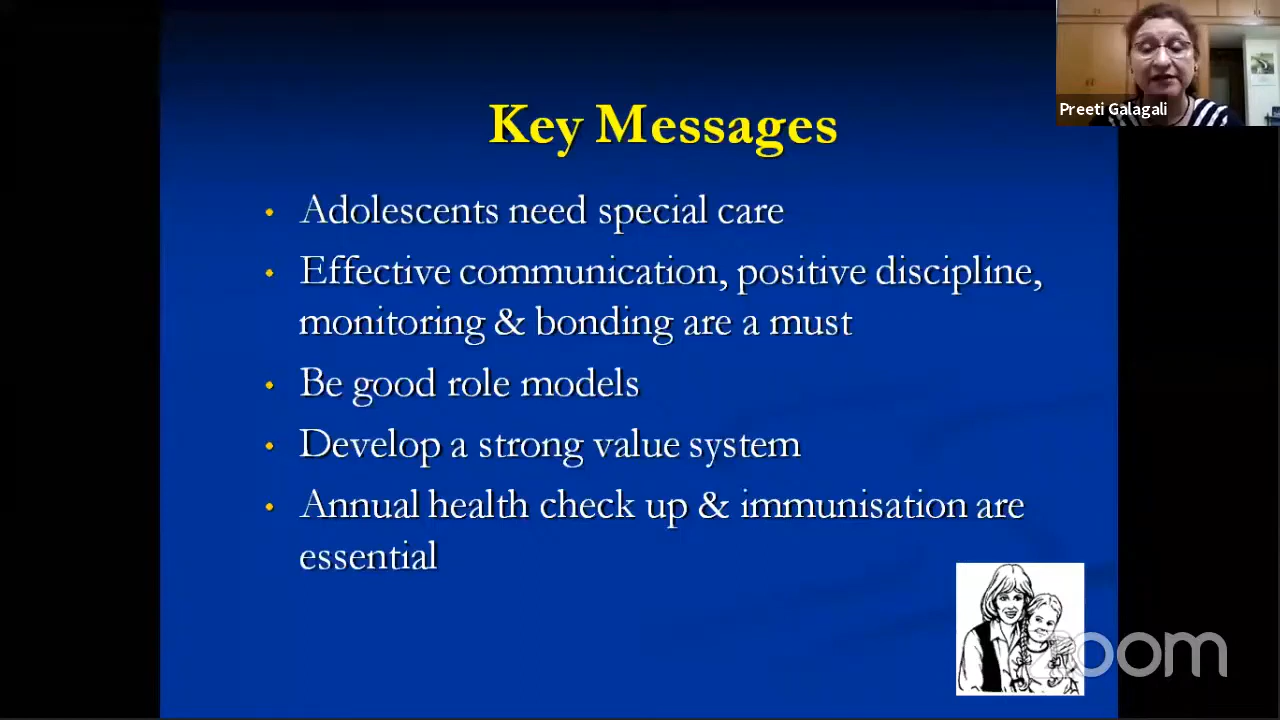 Preeti Galagali
Key Messages
• Adolescents need special care
• Effective communication, positive discipline,
monitoring & bonding are a must
• Be good role models
• Develop a strong value system
• Annual health check up & immunisation are
essential
zoom